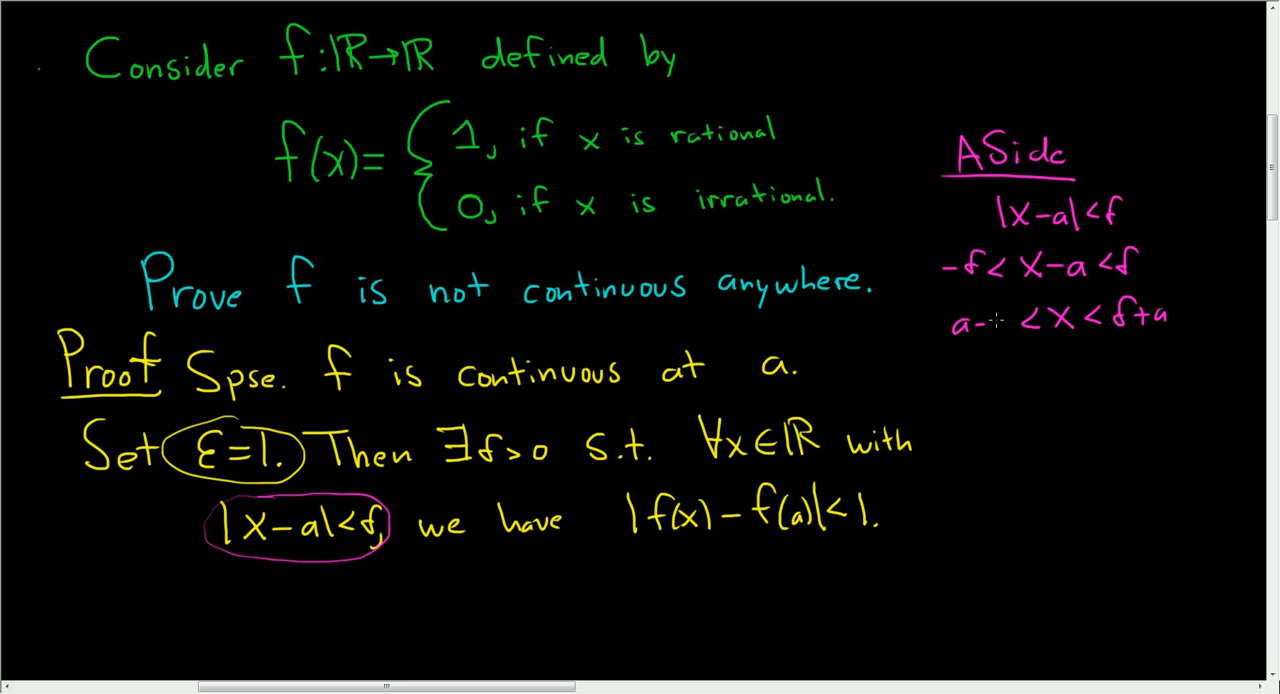 Consider f:ℝ→ℝ defined by
f(x)= { 1, if x is rational
0, if x is irrational.
Prove f is not continuous anywhere.
Proof Spse. f is continuous at a.
Set ε=1. Then ∃δ>0 s.t. ∀x∈ℝ with
|x-a|<δ, we have |f(x)-f(a)|<1.
ASide
|x-a|<δ
-δ< x-a <δ
a- <x< δ+a